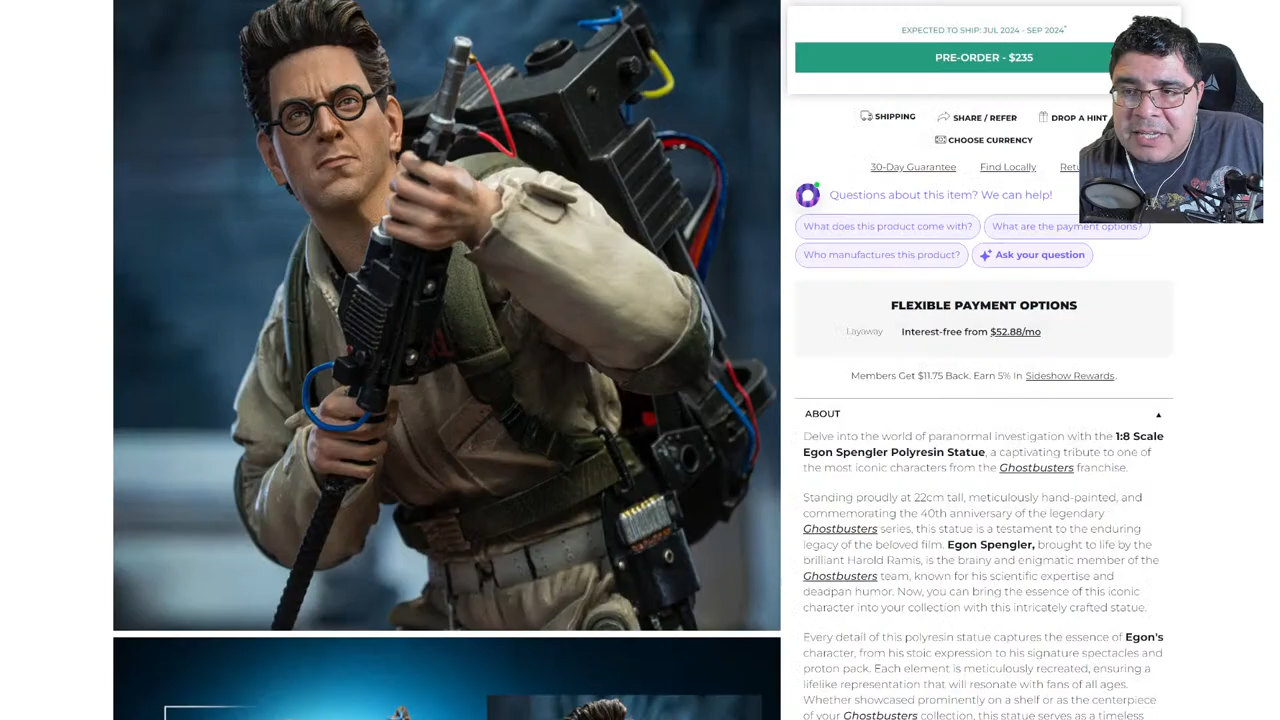 EXPECTED TO SHIP: JUL 2024 - SEP 2024*
PRE-ORDER - $235
SHIPPING
SHARE / REFER
DROP A HINT
CHOOSE CURRENCY
30-Day Guarantee
Find Locally
Questions about this item? We can help!
What does this product come with?
What are the payment options?
Who manufactures this product?
Ask your question
FLEXIBLE PAYMENT OPTIONS
Layaway
Interest-free from $52.88/mo
Members Get $11.75 Back. Earn 5% In Sideshow Rewards.
ABOUT
Delve into the world of paranormal investigation with the 1:8 Scale
Egon Spengler Polyresin Statue, a captivating tribute to one of
the most iconic characters from the Ghostbusters franchise.
Standing proudly at 22cm tall, meticulously hand-painted, and
commemorating the 40th anniversary of the legendary
Ghostbusters series, this statue is a testament to the enduring
legacy of the beloved film. Egon Spengler, brought to life by the
brilliant Harold Ramis, is the brainy and enigmatic member of the
Ghostbusters team, known for his scientific expertise and
deadpan humor. Now, you can bring the essence of this iconic
character into your collection with this intricately crafted statue.
Every detail of this polyresin statue captures the essence of Egon's
character, from his stoic expression to his signature spectacles and
proton pack. Each element is meticulously recreated, ensuring a
lifelike representation that will resonate with fans of all ages.
Whether showcased prominently on a shelf or as the centerpiece
of your Ghostbusters collection, this statue serves as a timeless